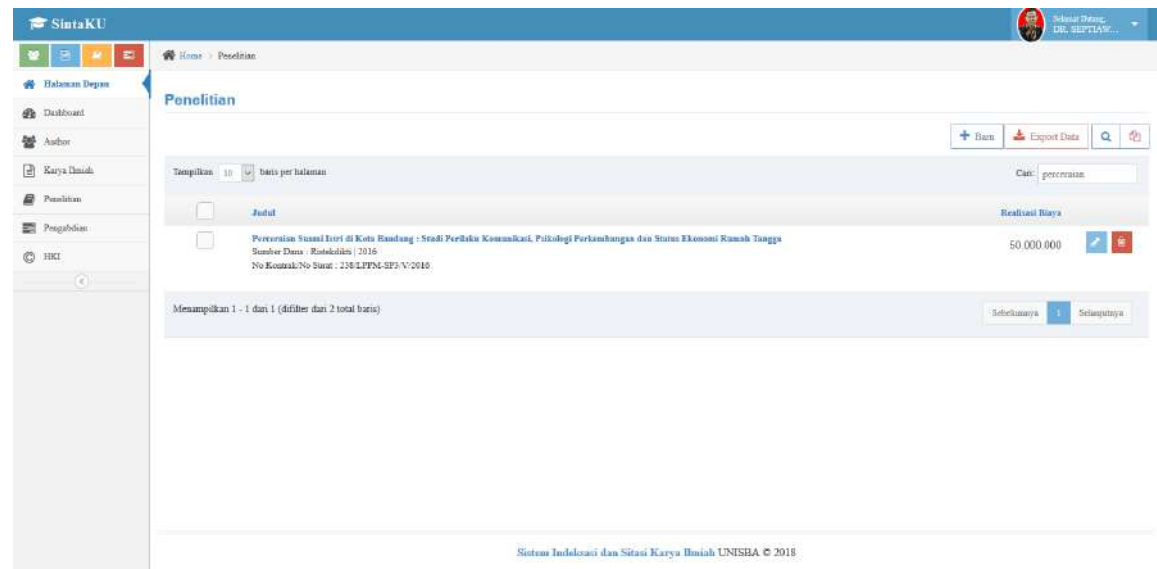 SintaKU
Selamat Datang,
DR. SEPTIAW...
Home > Penelitian
Halaman Depan
Dashboard
Author
Karya Ilmiah
Penelitian
Pengabdian
HKI
Penelitian
Baru
Export Data
Tampilkan 10 baris per halaman
Cari: perceraian
Judul
Realisasi Biaya
Perceraian Suami Istri di Kota Bandung : Studi Perilaku Komunikasi, Psikologi Perkembangan dan Status Ekonomi Rumah Tangga
Sumber Dana : Ristekdikti | 2016
No Kontrak/No Surat : 238/LPPM-SP3/V/2016
50.000.000
Menampilkan 1 - 1 dari 1 (difilter dari 2 total baris)
Sebelumnya 1 Selanjutnya
Sistem Indeksasi dan Sitasi Karya Ilmiah UNISBA © 2018